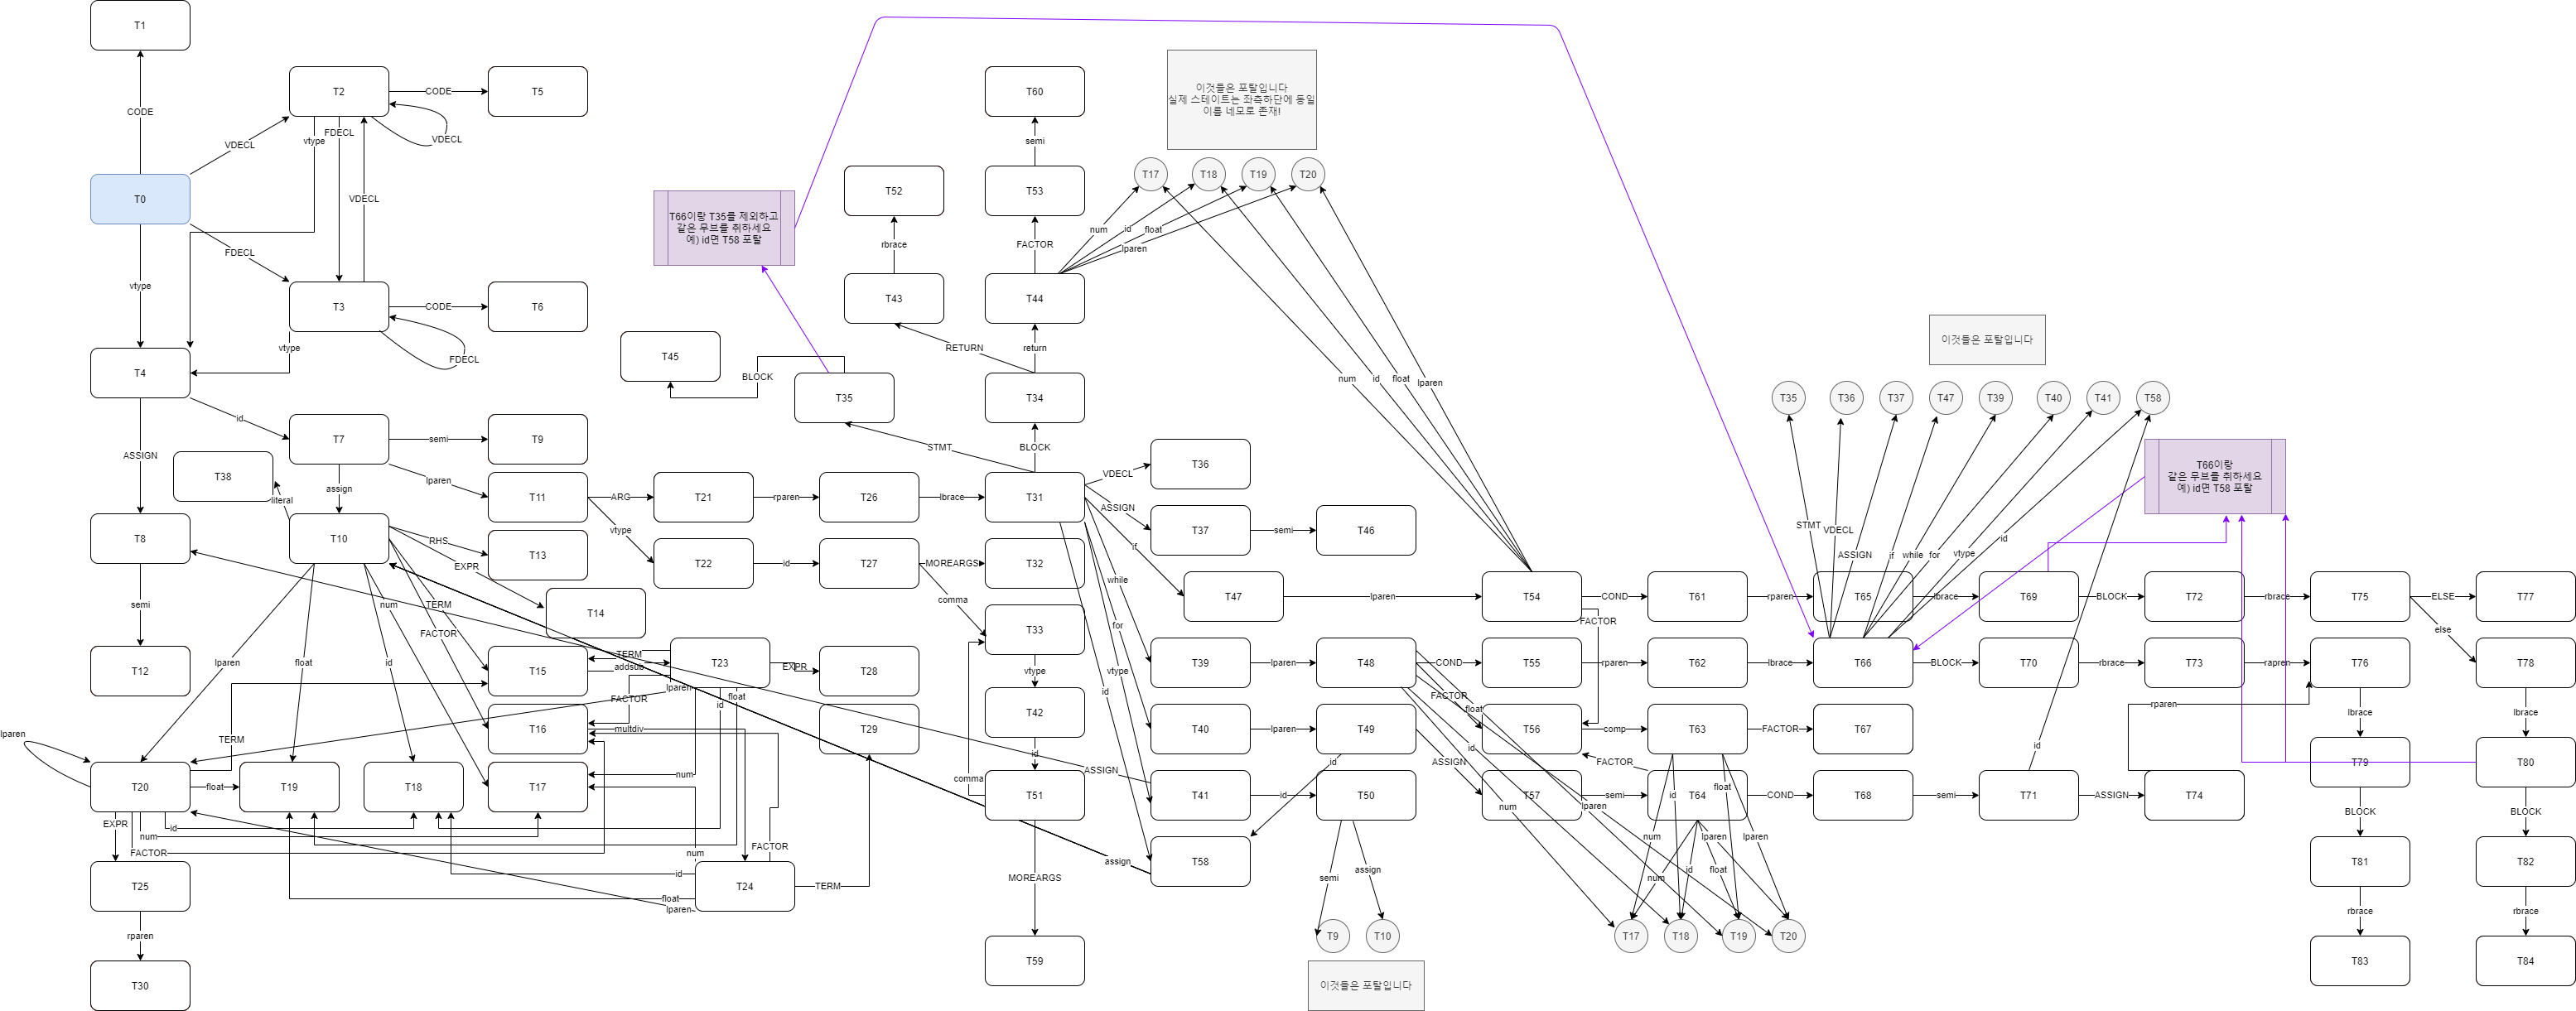 T1
CODE
T0
VDECL
FDECL
vtype
T2
CODE
T5
VDECL
FDECL
vtype
VDECL
T3
CODE
T6
FDECL
vtype
T4
id
ASSIGN
T7
semi
T9
lparen
assign
T38
literal
T8
semi
T12
T10
RHS
T13
EXPR
T14
TERM
FACTOR
num
id
float
lparen
T11
ARG
T21
rparen
T26
lbrace
T31
vtype
T22
id
T27
MOREARGS
T32
comma
T33
vtype
T42
id
T51
comma
MOREARGS
T59
T15
addsub
T23
TERM
EXPR
T28
FACTOR
lparen
id
float
num
T16
multdiv
T29
T17
T18
T19
T20
lparen
TERM
float
id
num
FACTOR
EXPR
T25
rparen
T30
T24
FACTOR
TERM
num
id
float
lparen
T66이랑 T35를 제외하고
같은 무브를 취하세요
예) id면 T58 포탈
T45
BLOCK
T35
STMT
T52
rbrace
T43
RETURN
T60
semi
T53
FACTOR
T44
num
id
float
lparen
return
T34
BLOCK
이것들은 포탈입니다
실제 스테이트는 좌측하단에 동일
이름 네모로 존재!
T17
T18
T19
T20
VDECL
T36
ASSIGN
T37
semi
T46
if
T47
lparen
T54
num
id
float
lparen
COND
T61
rparen
T65
lbrace
T69
BLOCK
T72
rbrace
T75
ELSE
T77
else
FACTOR
while
T39
lparen
T48
COND
T55
rparen
T62
lbrace
T66
BLOCK
T70
rbrace
T73
rapren
T76
T78
FACTOR
float
id
num
lparen
for
T40
lparen
T49
ASSIGN
id
T56
comp
T63
FACTOR
T67
num
id
float
lparen
vtype
T41
ASSIGN
id
T50
semi
assign
T57
semi
T64
FACTOR
COND
T68
semi
T71
id
ASSIGN
T74
rparen
num
id
float
lparen
id
T58
assign
T9
T10
이것들은 포탈입니다
T17
T18
T19
T20
이것들은 포탈입니다
T35
T36
T37
T47
T39
T40
T41
T58
STMT
VDECL
ASSIGN
if
while
for
vtype
id
T66이랑
같은 무브를 취하세요
예) id면 T58 포탈
lbrace
T79
BLOCK
T81
rbrace
T83
lbrace
T80
BLOCK
T82
rbrace
T84